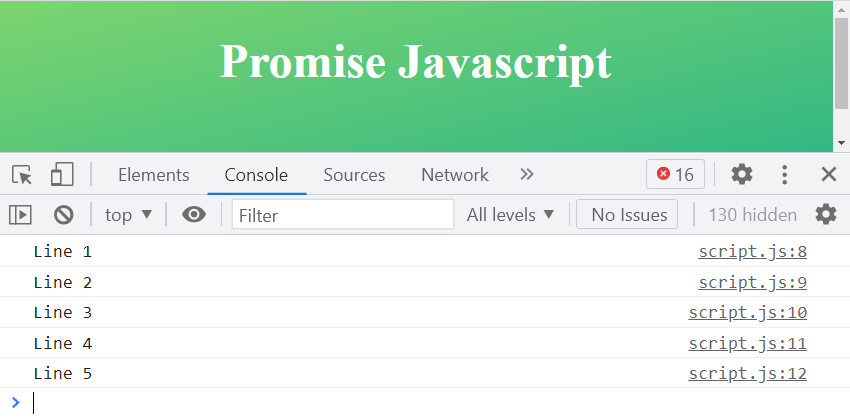 Promise Javascript
Elements Console Sources Network » 16
top ▼ Filter All levels ▼ No Issues 130 hidden
Line 1 script.js:8
Line 2 script.js:9
Line 3 script.js:10
Line 4 script.js:11
Line 5 script.js:12
>